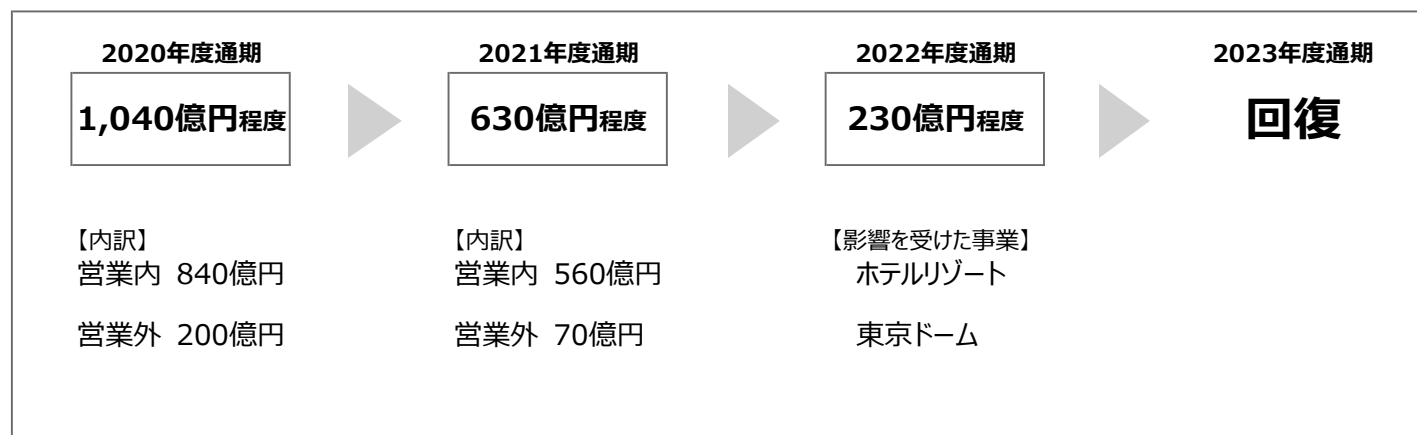 2020年度通期
1,040億円程度
【内訳】
営業内 840億円
営業外 200億円
2021年度通期
630億円程度
【内訳】
営業内 560億円
営業外 70億円
2022年度通期
230億円程度
【影響を受けた事業】
ホテルリゾート
東京ドーム
2023年度通期
回復